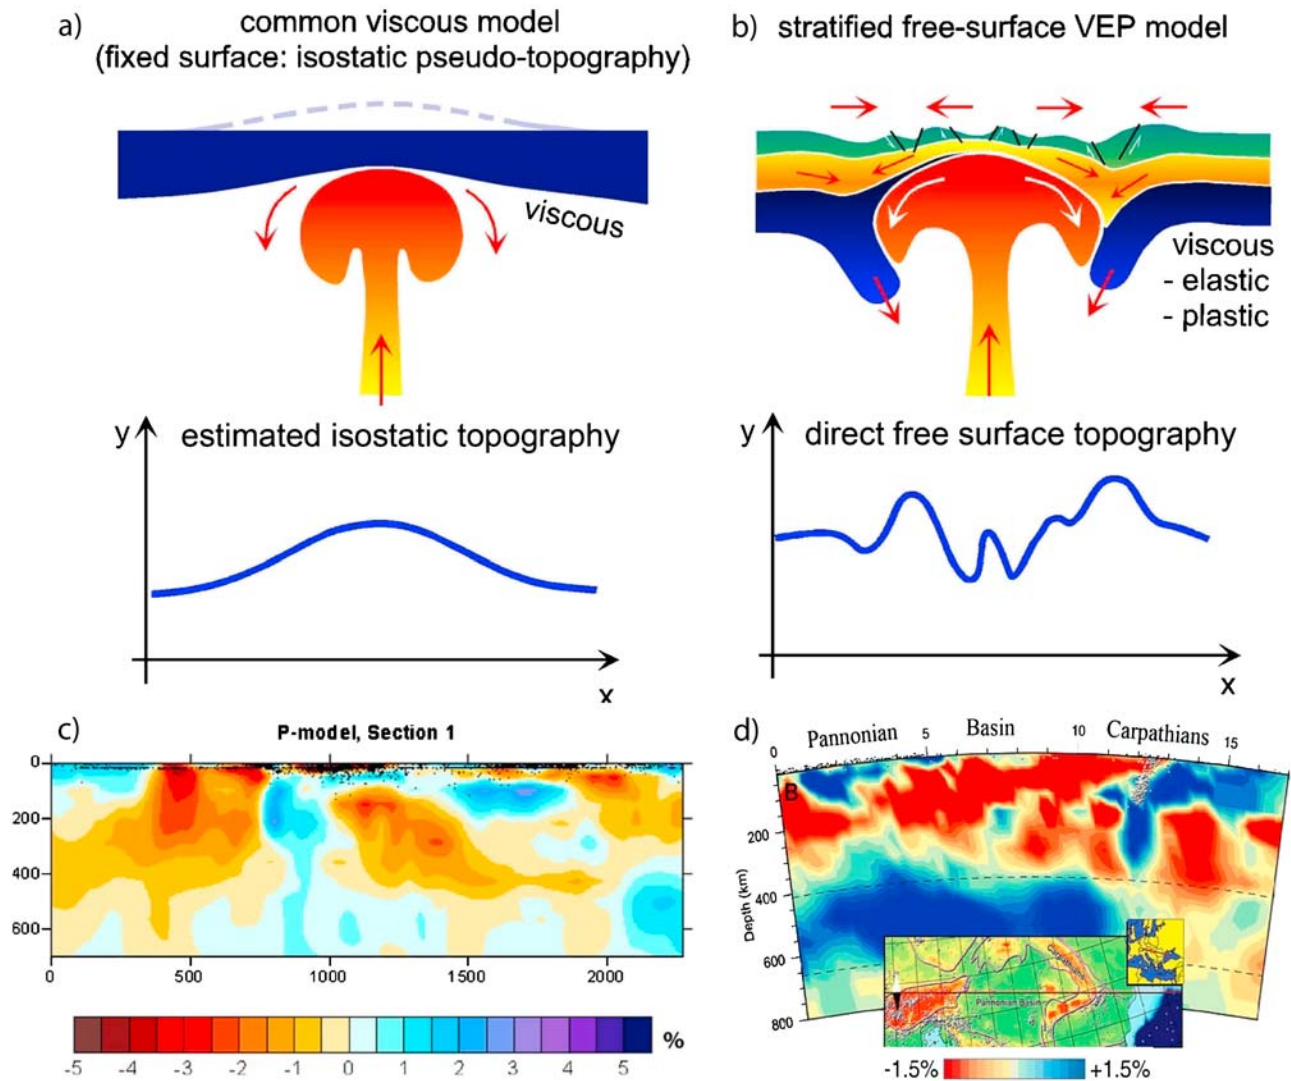 a)
common viscous model
(fixed surface: isostatic pseudo-topography)
viscous
y
estimated isostatic topography
x
b)
stratified free-surface VEP model
viscous
- elastic
- plastic
y
direct free surface topography
x
c)
P-model, Section 1
0
200
400
600
0
500
1000
1500
2000
-5
-4
-3
-2
-1
0
1
2
3
4
5
%
d)
0
Pannonian
5
Basin
10
Carpathians
15
B
200
400
600
800
Depth (km)
Pannonian Basin
-1.5%
+1.5%